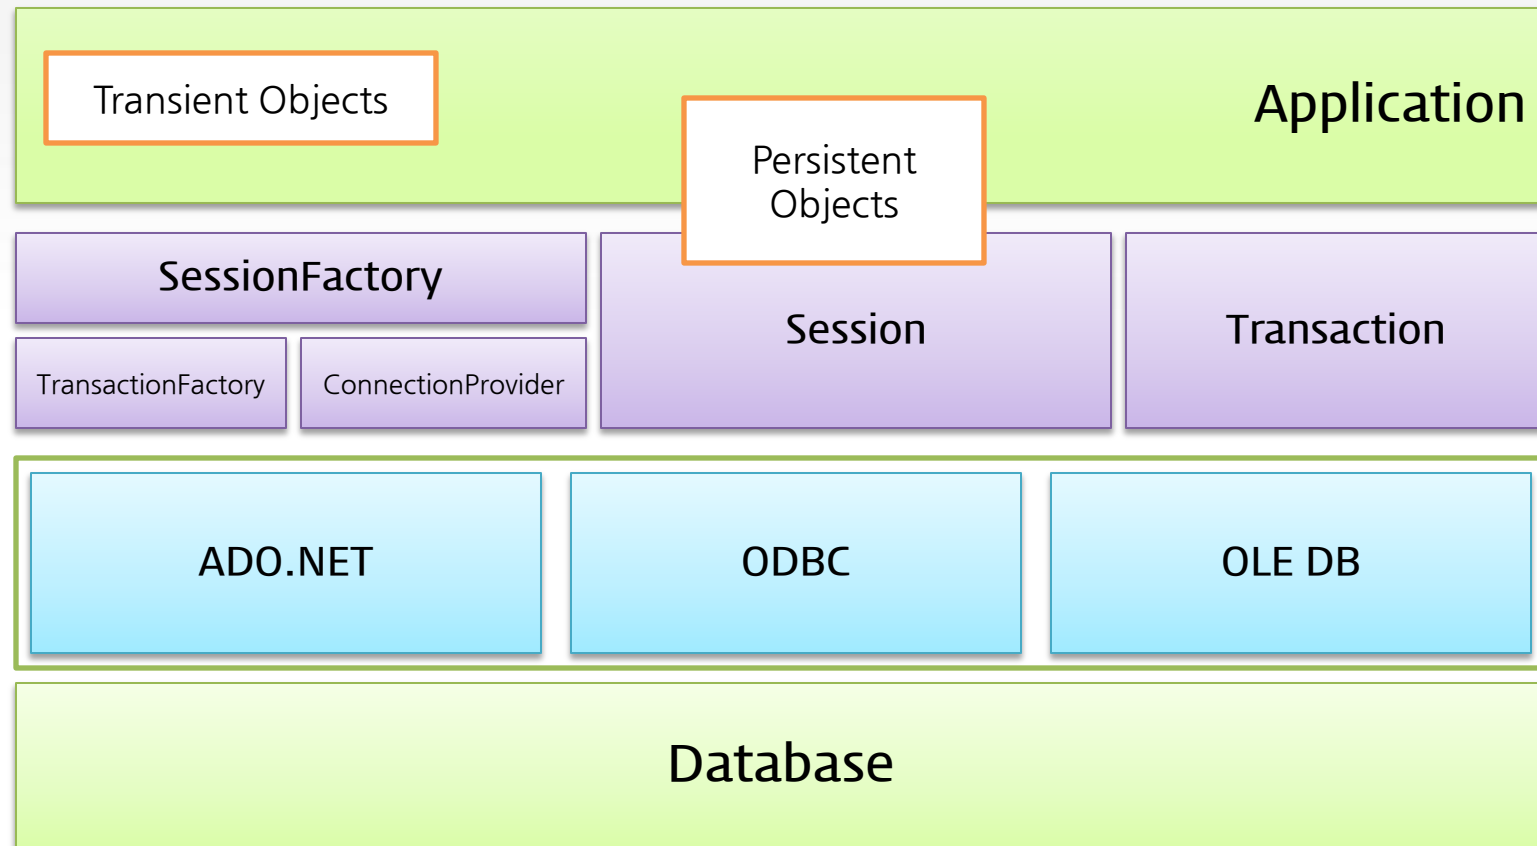 Transient Objects
Application
Persistent
Objects
SessionFactory
Session
Transaction
TransactionFactory
ConnectionProvider
ADO.NET
ODBC
OLE DB
Database